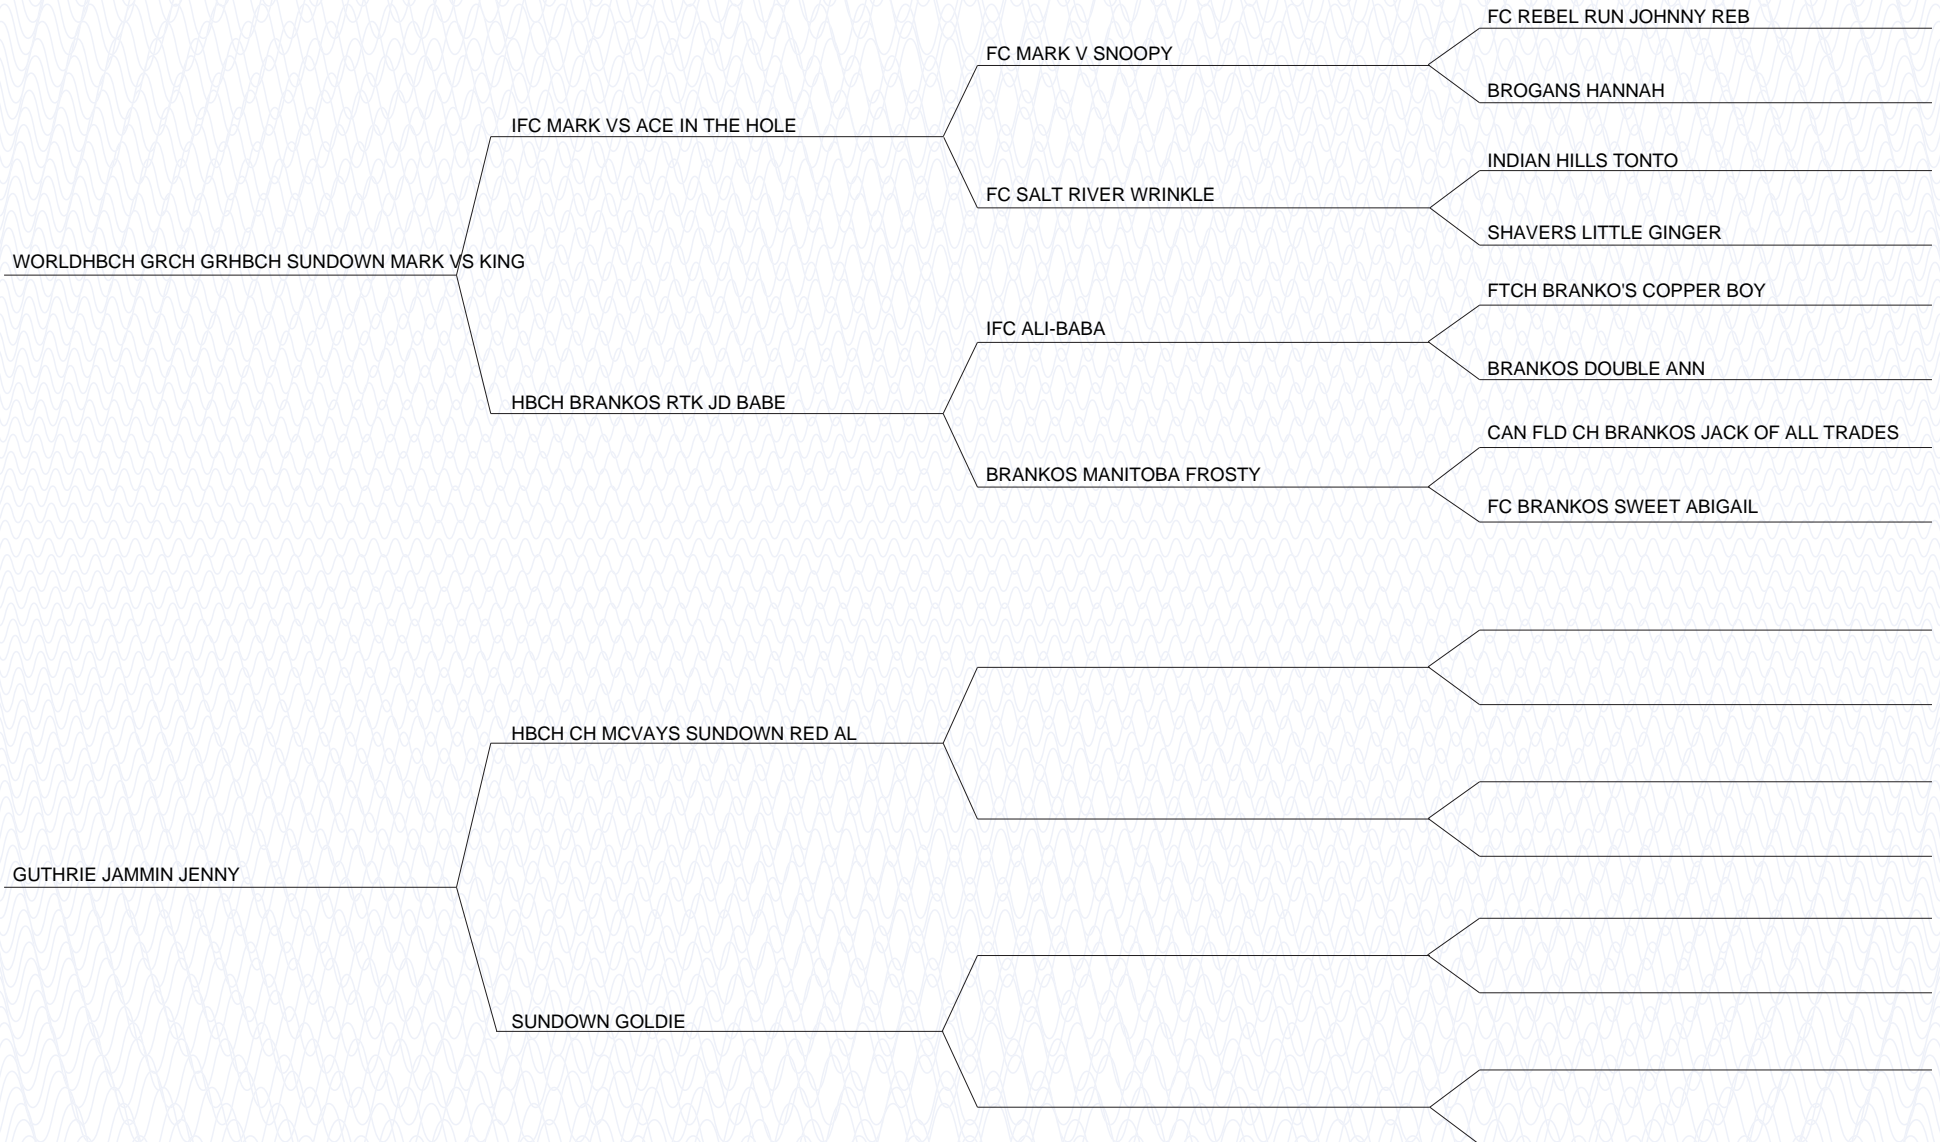 FC REBEL RUN JOHNNY REB
FC MARK V SNOOPY
BROGANS HANNAH
IFC MARK VS ACE IN THE HOLE
INDIAN HILLS TONTO
FC SALT RIVER WRINKLE
SHAVERS LITTLE GINGER
WORLDHBCH GRCH GRHBCH SUNDOWN MARK VS KING
FTCH BRANKO'S COPPER BOY
IFC ALI-BABA
BRANKOS DOUBLE ANN
HBCH BRANKOS RTK JD BABE
CAN FLD CH BRANKOS JACK OF ALL TRADES
BRANKOS MANITOBA FROSTY
FC BRANKOS SWEET ABIGAIL
HBCH CH MCVAYS SUNDOWN RED AL
GUTHRIE JAMMIN JENNY
SUNDOWN GOLDIE